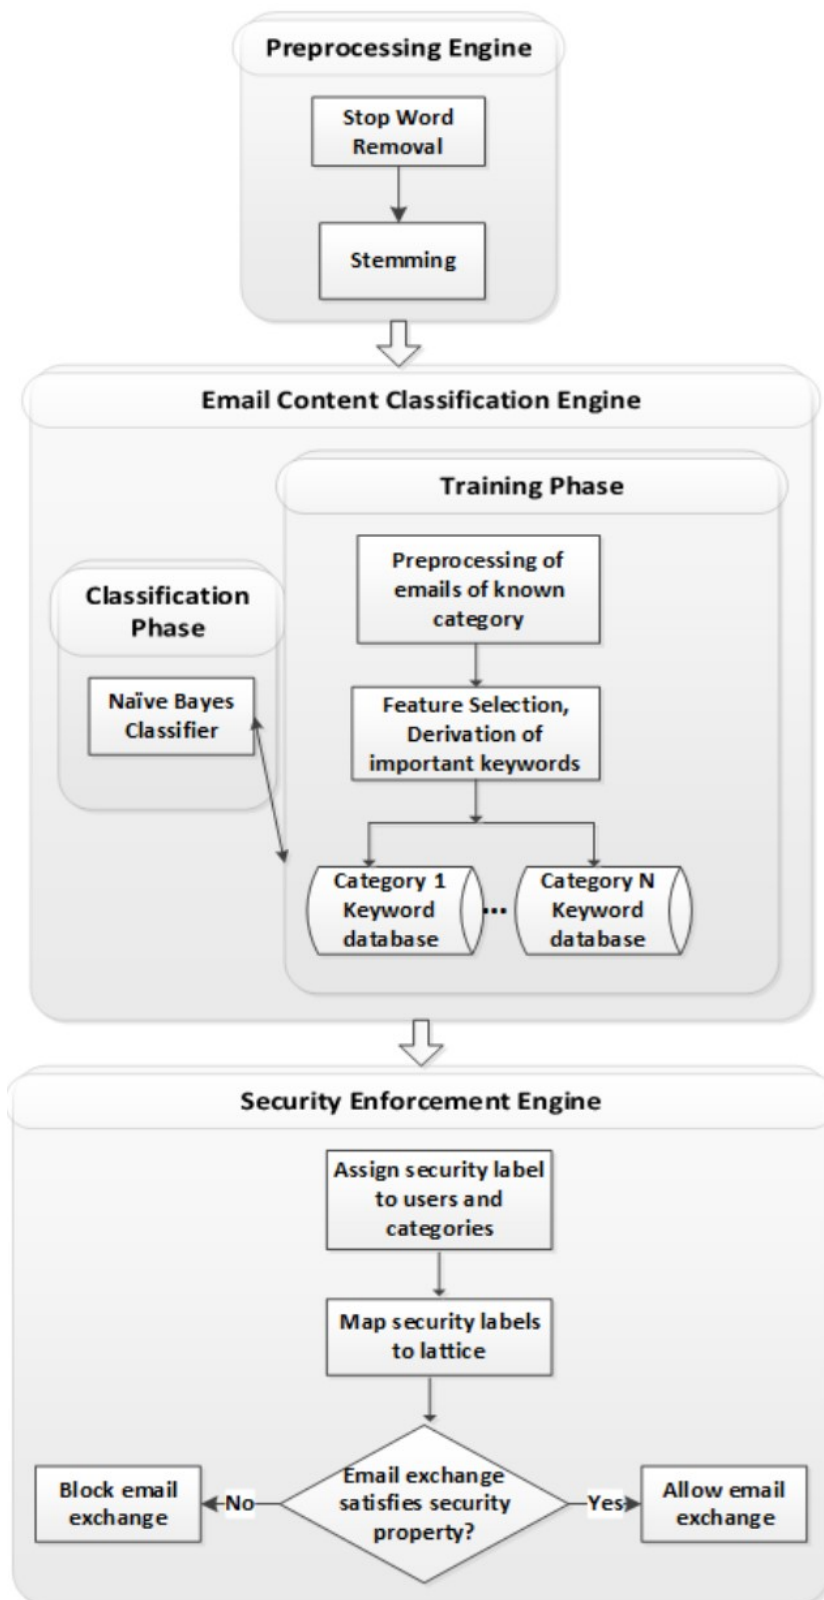 Preprocessing Engine
Stop Word
Removal
Stemming
Email Content Classification Engine
Training Phase
Preprocessing of
emails of known
category
Classification
Phase
Naïve Bayes
Classifier
Feature Selection,
Derivation of
important keywords
Category 1
Keyword
database
...
Category N
Keyword
database
Security Enforcement Engine
Assign security label
to users and
categories
Map security labels
to lattice
Email exchange
satisfies security
property?
No
Block email
exchange
Yes
Allow email
exchange